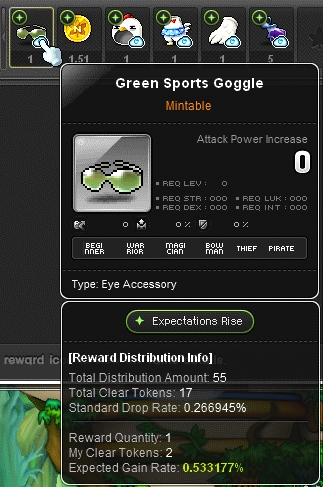 1 1.51 1 1 1 5
Green Sports Goggle
Mintable
Attack Power Increase
0
REQ LEV : 0
REQ STR : 000 REQ LUK : 000
REQ DEX : 000 REQ INT : 000
0 0 % 0 %
BEGINNER WARRIOR MAGICIAN BOWMAN THIEF PIRATE
Type: Eye Accessory
Expectations Rise
[Reward Distribution Info]
Total Distribution Amount: 55
Total Clear Tokens: 17
Standard Drop Rate: 0.266945%
reward
Reward Quantity: 1
My Clear Tokens: 2
Expected Gain Rate: 0.533177%